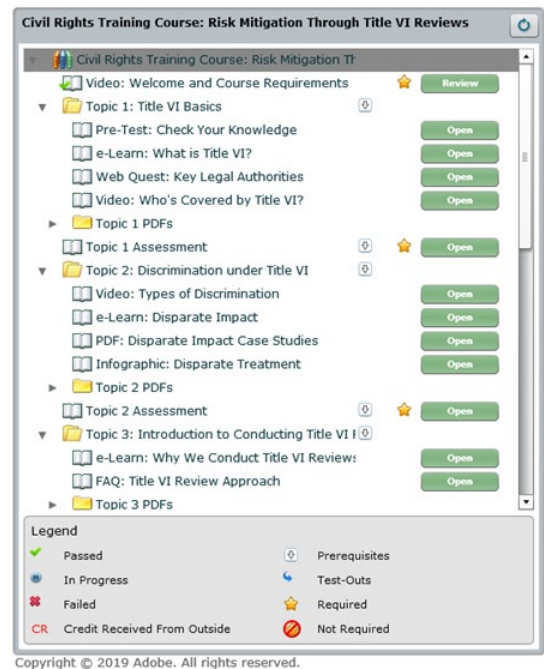 Civil Rights Training Course: Risk Mitigation Through Title VI Reviews
Civil Rights Training Course: Risk Mitigation Th
Video: Welcome and Course Requirements Review
Topic 1: Title VI Basics
Pre-Test: Check Your Knowledge Open
e-Learn: What is Title VI? Open
Web Quest: Key Legal Authorities Open
Video: Who's Covered by Title VI? Open
Topic 1 PDFs
Topic 1 Assessment Open
Topic 2: Discrimination under Title VI
Video: Types of Discrimination Open
e-Learn: Disparate Impact Open
PDF: Disparate Impact Case Studies Open
Infographic: Disparate Treatment Open
Topic 2 PDFs
Topic 2 Assessment Open
Topic 3: Introduction to Conducting Title VI
e-Learn: Why We Conduct Title VI Reviews Open
FAQ: Title VI Review Approach Open
Topic 3 PDFs
Legend
Passed Prerequisites
In Progress Test-Outs
Failed Required
CR Credit Received From Outside Not Required
Copyright © 2019 Adobe. All rights reserved.